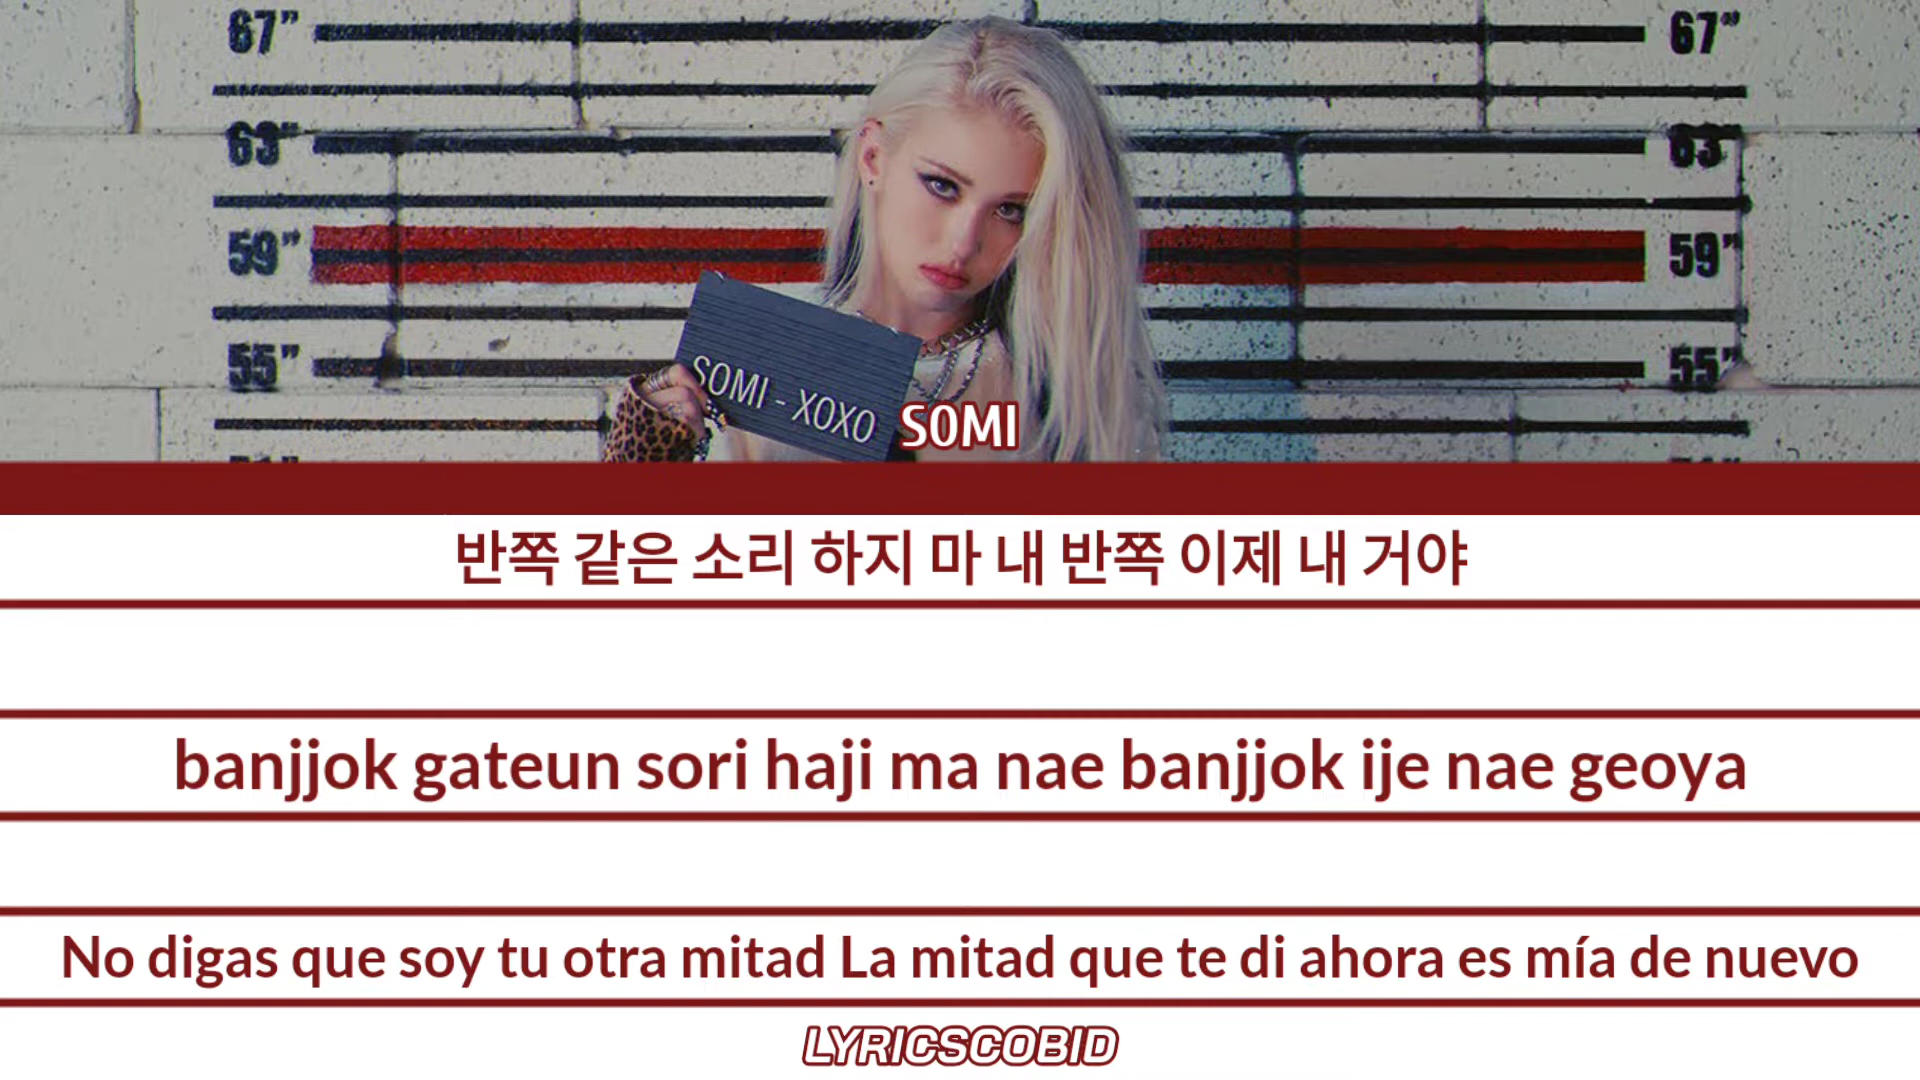 67" 67"
63" 63"
59" 59"
55" 55"
SOMI - XOXO
SOMI
반쪽 같은 소리 하지 마 내 반쪽 이제 내 거야
banjjok gateun sori haji ma nae banjjok ije nae geoya
No digas que soy tu otra mitad La mitad que te di ahora es mía de nuevo
LYRICSCOBID